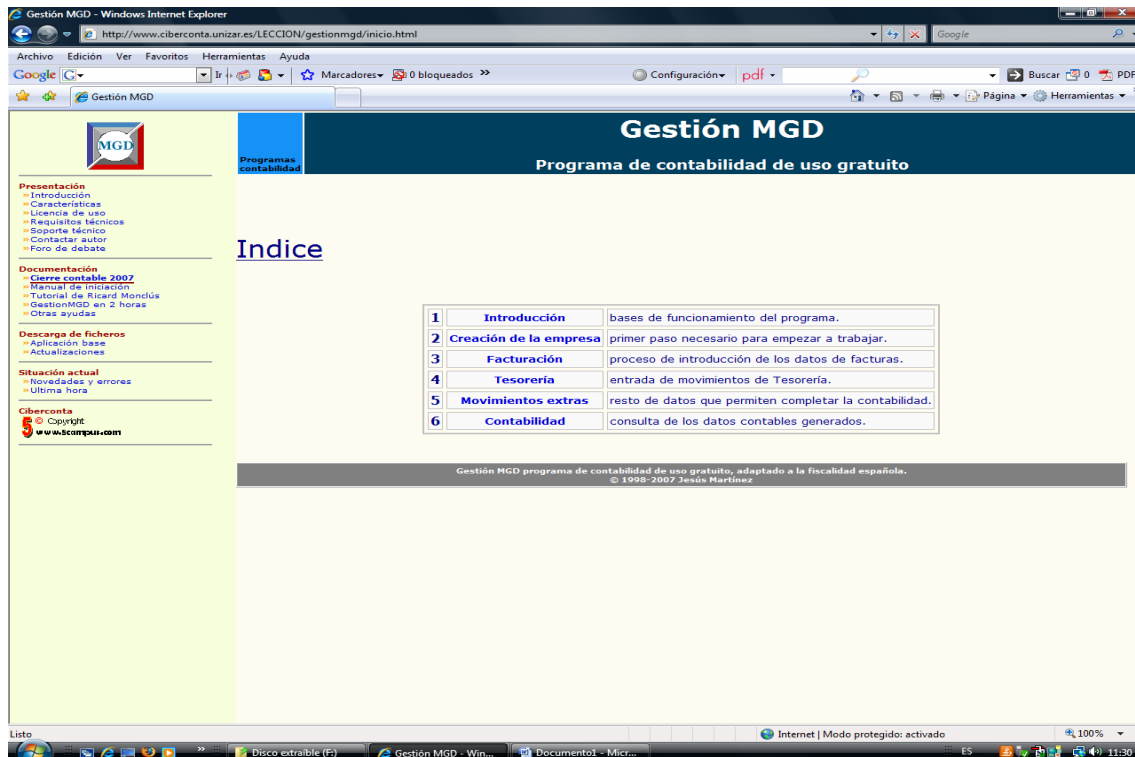 Gestión MGD - Windows Internet Explorer
http://www.ciberconta.unizar.es/LECCION/gestionmgd/inicio.html
Google
Archivo Edición Ver Favoritos Herramientas Ayuda
Google G Ir Marcadores 0 bloqueados » Configuración pdf Buscar 0 PDF
Gestión MGD Página Herramientas
MGD
Programas
contabilidad
Gestión MGD
Programa de contabilidad de uso gratuito
Presentación
»Introducción
»Características
»Licencia de uso
»Requisitos técnicos
»Soporte técnico
»Contactar autor
»Foro de debate
Documentación
»Cierre contable 2007
»Manual de iniciación
»Tutorial de Ricard Monclús
»GestionMGD en 2 horas
»Otras ayudas
Descarga de ficheros
»Aplicación base
»Actualizaciones
Situación actual
»Novedades y errores
»Ultima hora
Ciberconta
5 © Copyright
www.5campus.com
Indice
1 Introducción bases de funcionamiento del programa.
2 Creación de la empresa primer paso necesario para empezar a trabajar.
3 Facturación proceso de introducción de los datos de facturas.
4 Tesorería entrada de movimientos de Tesorería.
5 Movimientos extras resto de datos que permiten completar la contabilidad.
6 Contabilidad consulta de los datos contables generados.
Gestión MGD programa de contabilidad de uso gratuito, adaptado a la fiscalidad española.
© 1998-2007 Jesús Martínez
Listo Internet | Modo protegido: activado 100%
» Disco extraíble (F:) Gestión MGD - Win... Documento1 - Micr... ES 11:30